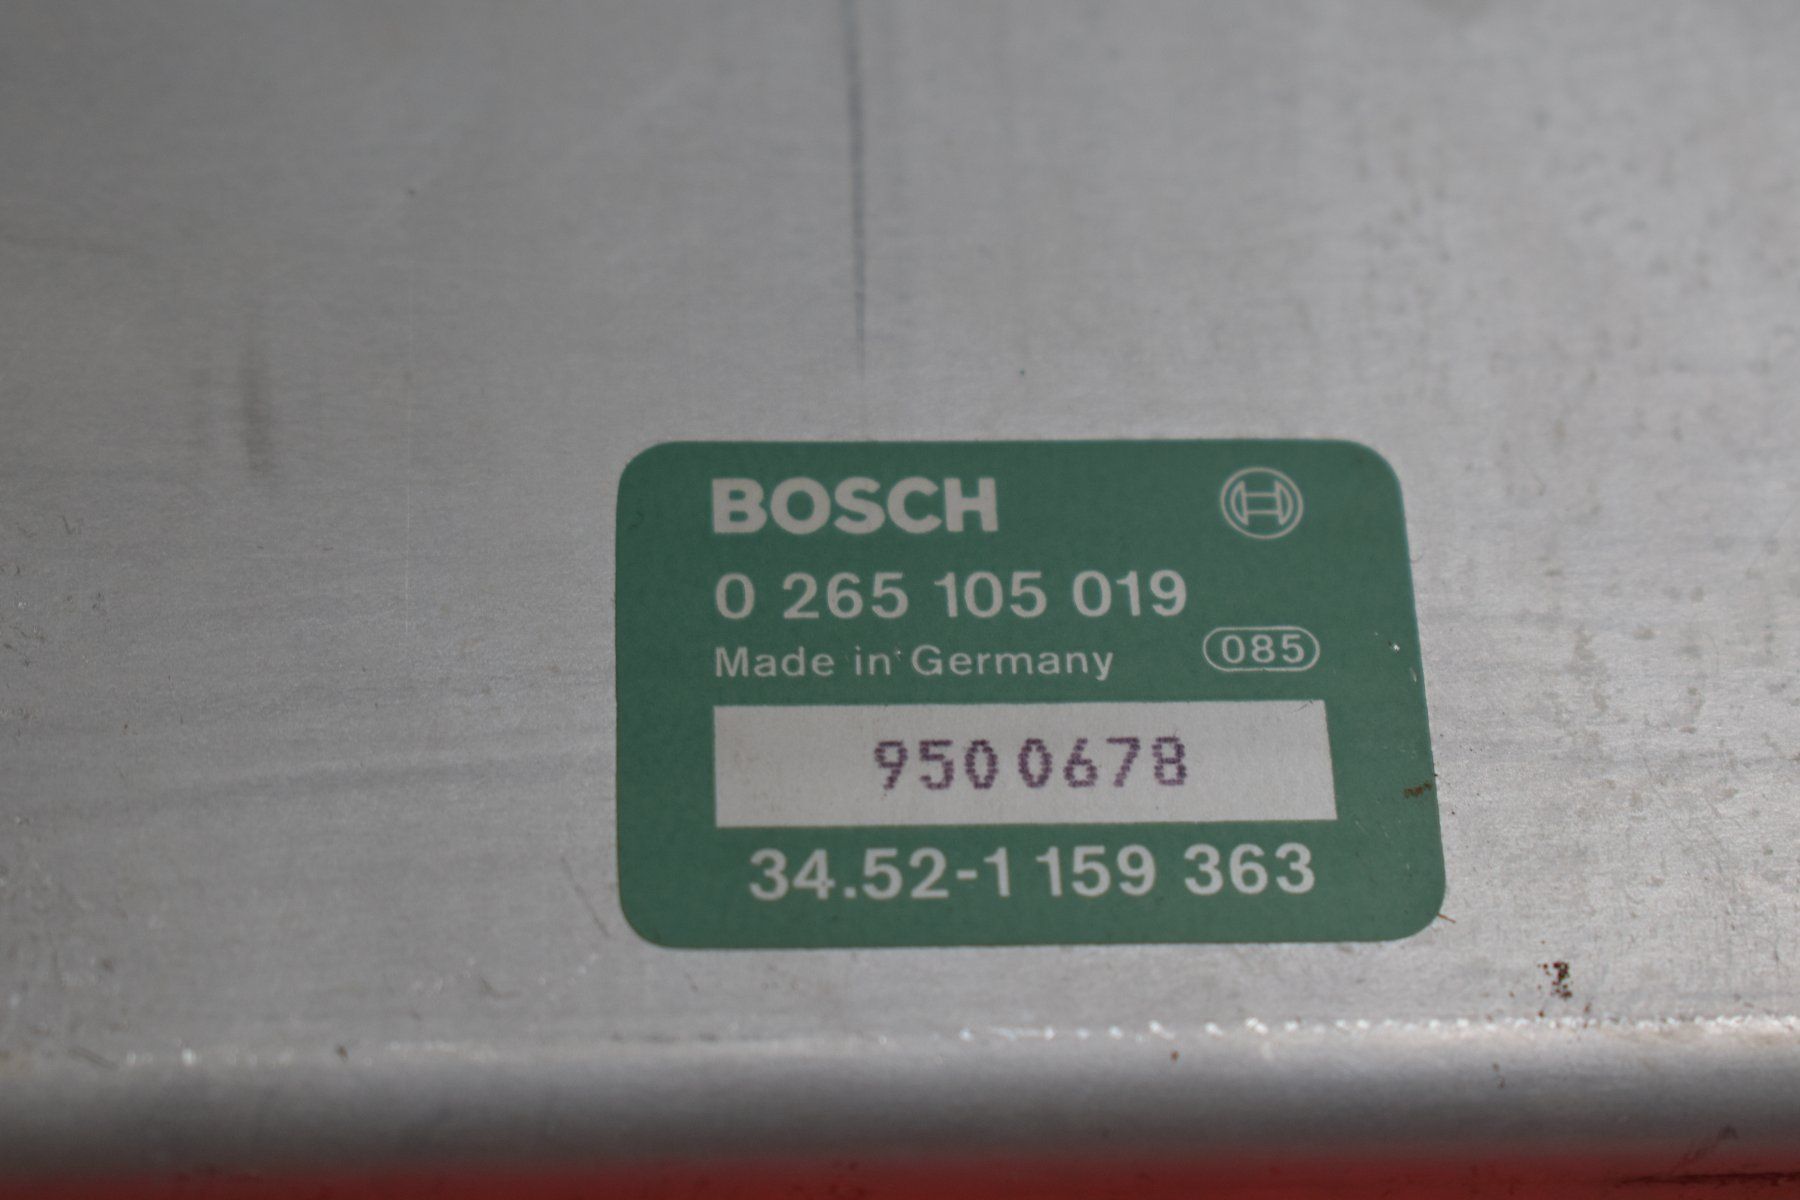 BOSCH
0 265 105 019
Made in Germany 085
9500678
34.52-1 159 363